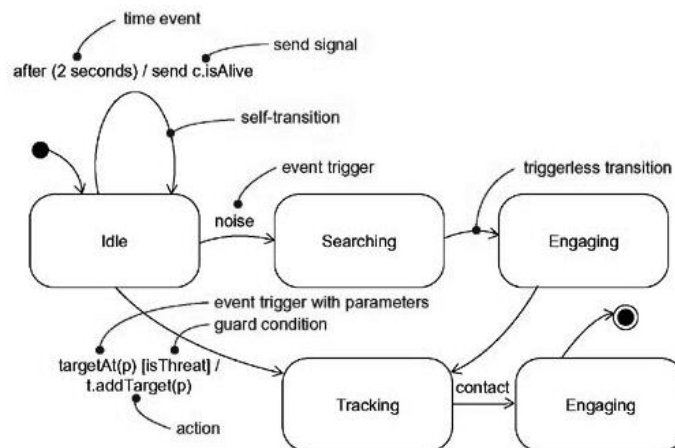 time event
send signal
after (2 seconds) / send c.isAlive
self-transition
event trigger
triggerless transition
noise
Idle
Searching
Engaging
event trigger with parameters
guard condition
targetAt(p) [isThreat] /
t.addTarget(p)
contact
action
Tracking
Engaging